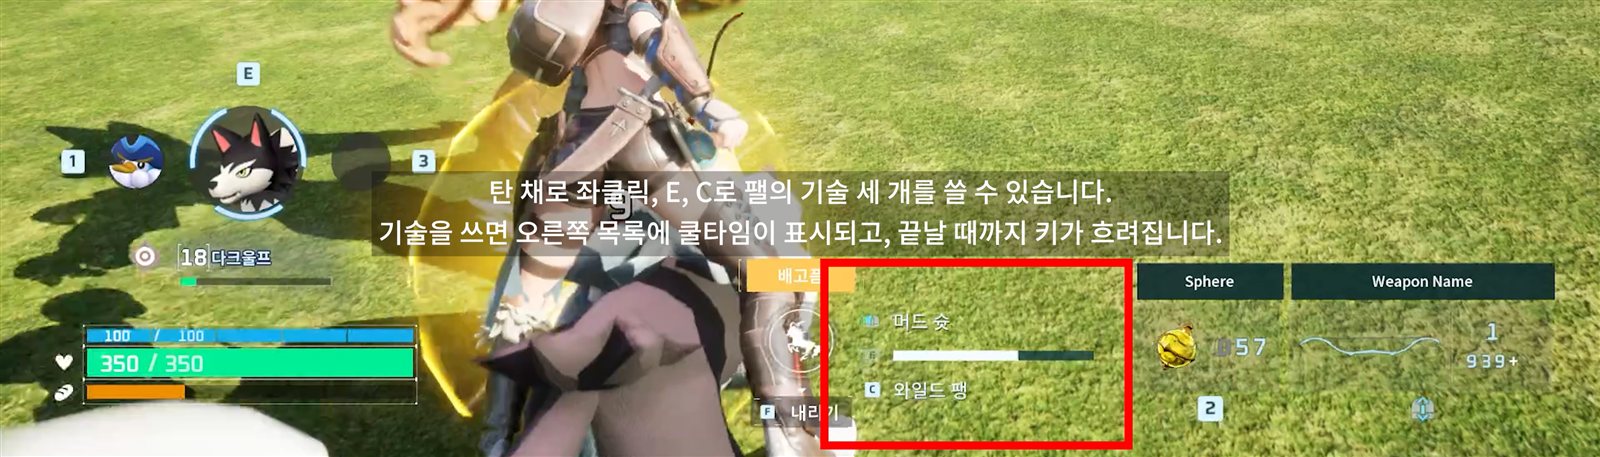 E
1
3
탄 채로 좌클릭, E, C로 팰의 기술 세 개를 쓸 수 있습니다.
기술을 쓰면 오른쪽 목록에 쿨타임이 표시되고, 끝날 때까지 키가 흐려집니다.
18 다크울프
배고픔
Sphere
Weapon Name
머드 슛
100 / 100
350 / 350
E
57
1
939+
C 와일드 팽
F 내리기
2